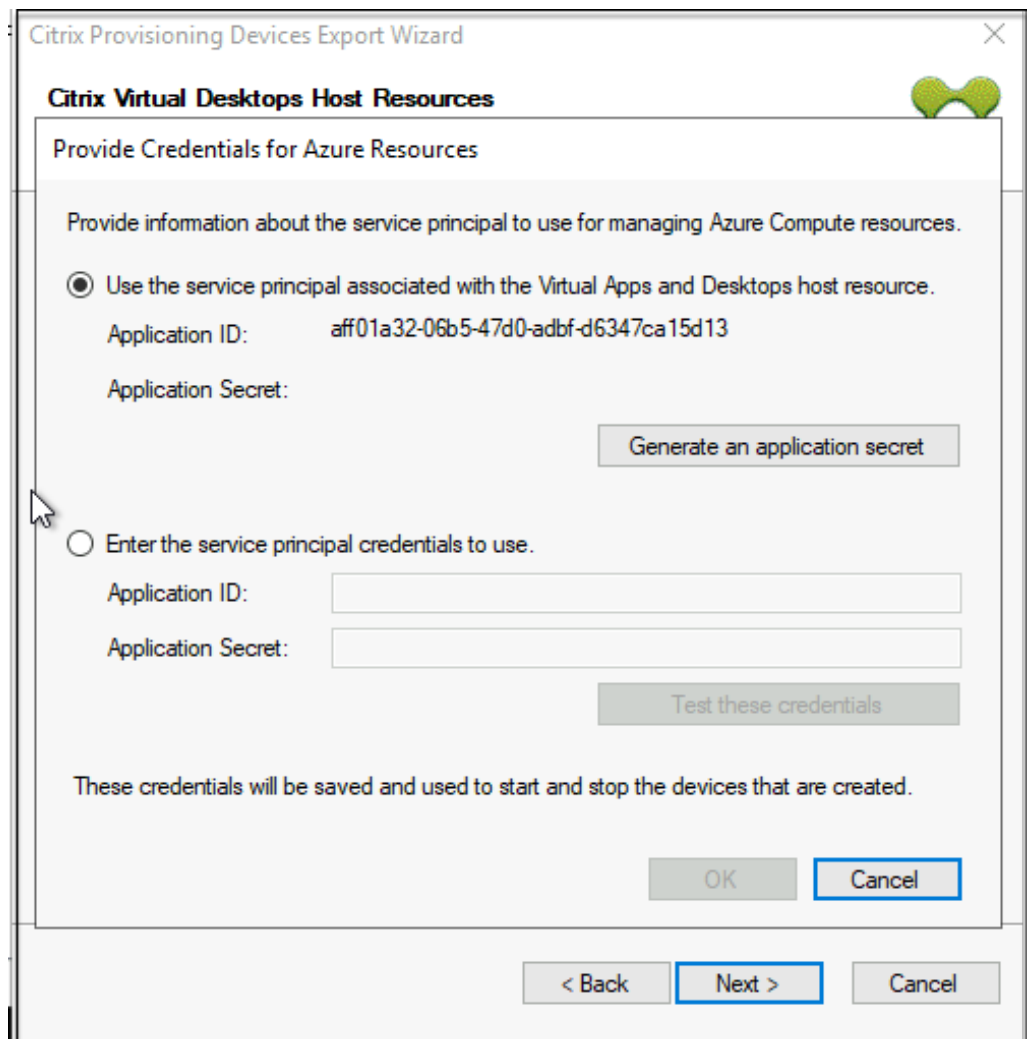 Citrix Provisioning Devices Export Wizard
Citrix Virtual Desktops Host Resources
Provide Credentials for Azure Resources
Provide information about the service principal to use for managing Azure Compute resources.
Use the service principal associated with the Virtual Apps and Desktops host resource.
Application ID: aff01a32-06b5-47d0-adbf-d6347ca15d13
Application Secret:
Generate an application secret
Enter the service principal credentials to use.
Application ID:
Application Secret:
Test these credentials
These credentials will be saved and used to start and stop the devices that are created.
OK Cancel
< Back Next > Cancel